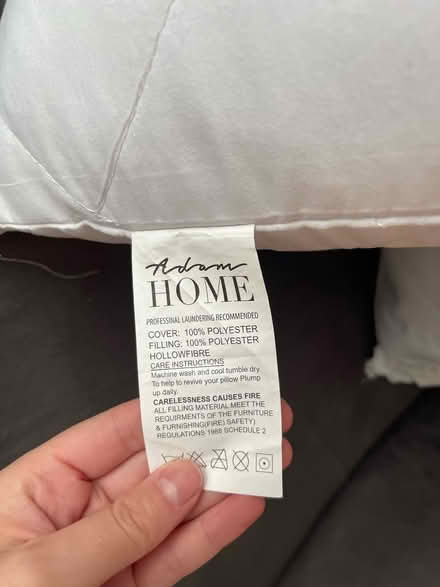 Adam
HOME
PROFESSINAL LAUNDERING RECOMMENDED
COVER: 100% POLYESTER
FILLING: 100% POLYESTER
HOLLOWFIBRE
CARE INSTRUCTIONS
Machine wash and cool tumble dry.
To help to revive your pillow Plump
up daily.
CARELESSNESS CAUSES FIRE
ALL FILLING MATERIAL MEET THE
REQUIRMENTS OF THE FURNITURE
& FURNISHING(FIRE) SAFETY)
REGULATIONS 1988 SCHEDULE 2